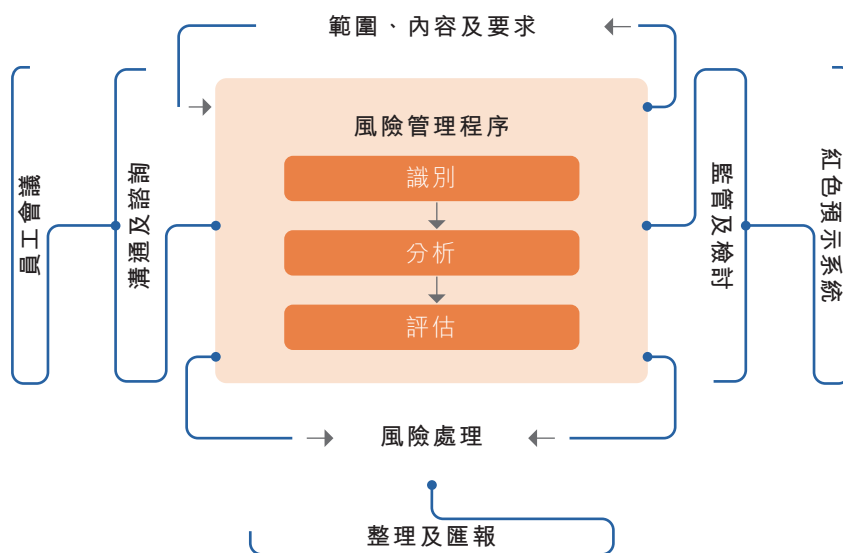 範圍、內容及要求
風險管理程序
識別
分析
評估
員工會議
溝通及諮詢
監管及檢討
紅色預示系統
風險處理
整理及匯報